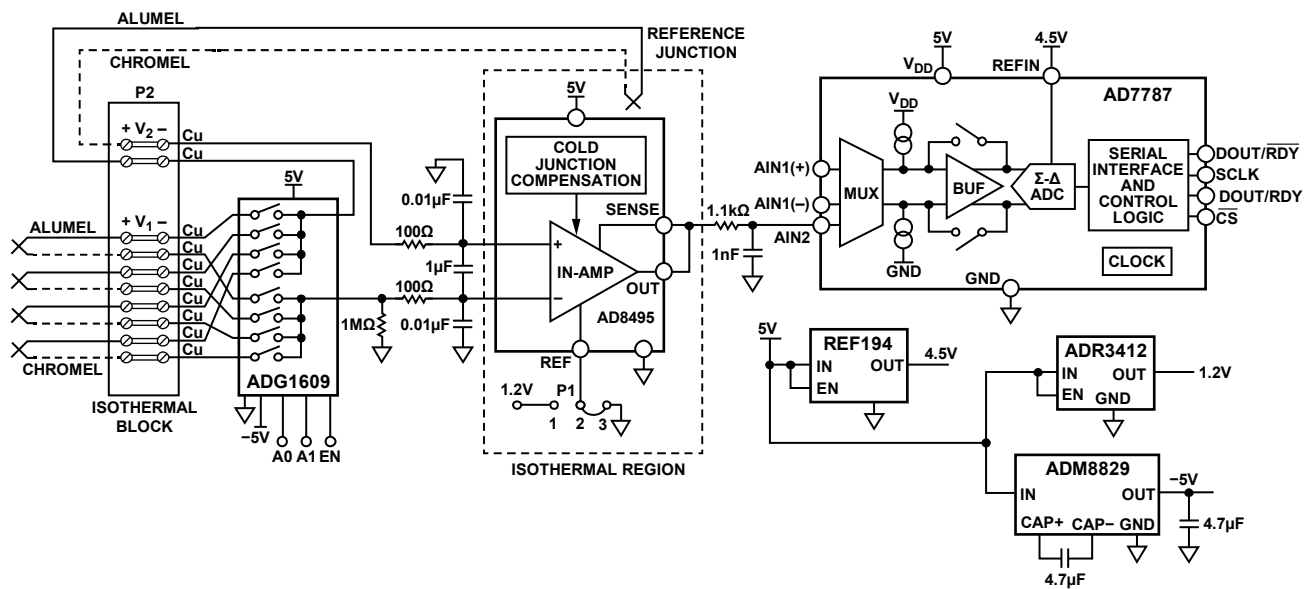 ALUMEL
CHROMEL
REFERENCE
JUNCTION
P2
+ V2 −
Cu
Cu
5V
ALUMEL
+ V1 −
Cu
Cu
Cu
Cu
Cu
Cu
Cu
Cu
CHROMEL
ISOTHERMAL
BLOCK
ADG1609
−5V
A0 A1 EN
0.01µF
100Ω
1µF
100Ω
1MΩ
0.01µF
5V
COLD
JUNCTION
COMPENSATION
SENSE
+
IN-AMP
−
OUT
AD8495
REF
1.2V
P1
1 2 3
ISOTHERMAL REGION
1.1kΩ
1nF
5V
4.5V
VDD
REFIN
AD7787
VDD
AIN1(+)
AIN1(−)
AIN2
MUX
BUF
Σ-Δ
ADC
GND
SERIAL
INTERFACE
AND
CONTROL
LOGIC
DOUT/RDY
SCLK
DOUT/RDY
CS
CLOCK
GND
5V
REF194
IN
EN
OUT
4.5V
ADR3412
IN
EN
OUT
GND
1.2V
ADM8829
IN
OUT
−5V
CAP+ CAP− GND
4.7µF
4.7µF